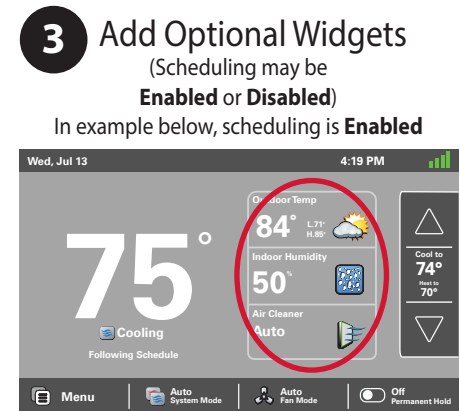 3 Add Optional Widgets
(Scheduling may be
Enabled or Disabled)
In example below, scheduling is Enabled
Wed, Jul 13 4:19 PM
75°
Cooling
Following Schedule
Outdoor Temp
84° L.71°
H.85°
Indoor Humidity
50%
Air Cleaner
Auto
Cool to
74°
Heat to
70°
Menu
Auto
System Mode
Auto
Fan Mode
Off
Permanent Hold